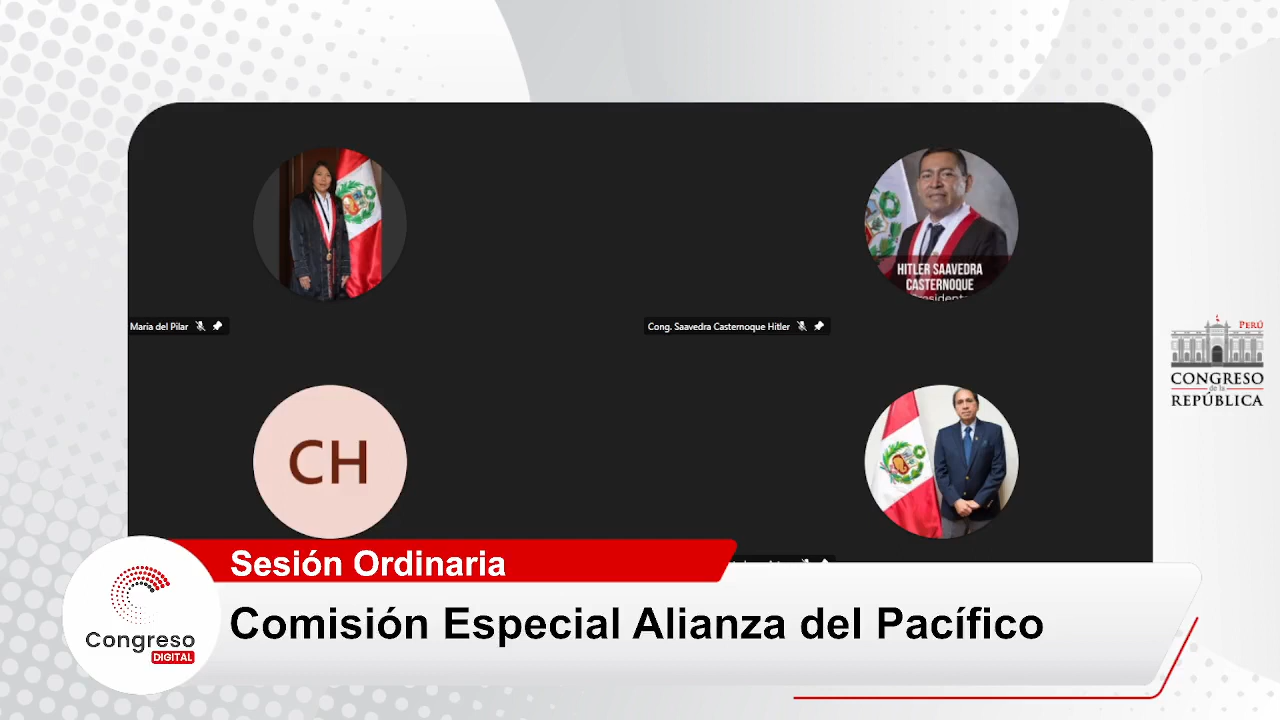 HITLER SAAVEDRA
CASTERNOQUE
Presidente
Maria del Pilar
Cong. Saavedra Casternoque Hitler
CH
PERÚ
CONGRESO
de la
REPÚBLICA
Sesión Ordinaria
Comisión Especial Alianza del Pacífico
Congreso
DIGITAL